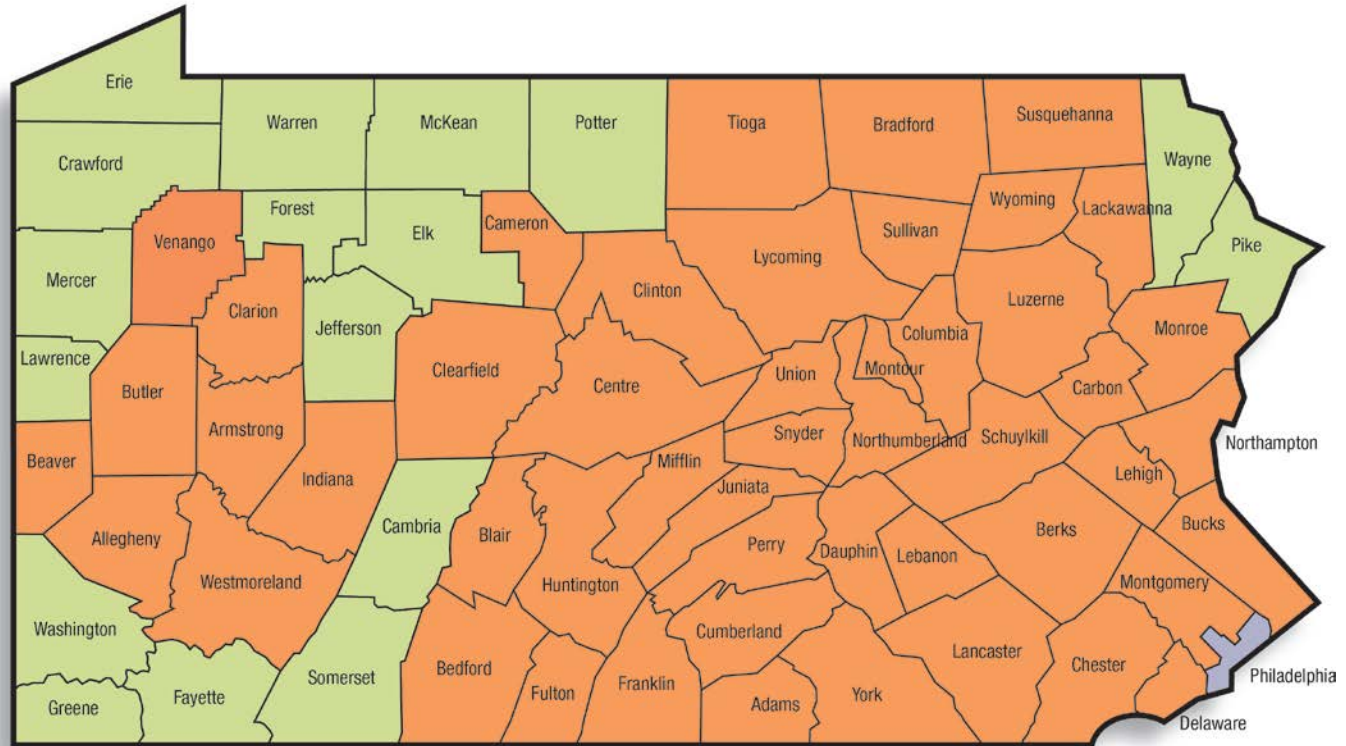 Erie
Warren
McKean
Potter
Tioga
Bradford
Susquehanna
Crawford
Wayne
Forest
Cameron
Wyoming
Lackawanna
Venango
Elk
Sullivan
Pike
Mercer
Lycoming
Clinton
Clarion
Luzerne
Jefferson
Columbia
Monroe
Lawrence
Clearfield
Centre
Union
Montour
Carbon
Butler
Armstrong
Snyder
Northumberland
Schuylkill
Northampton
Beaver
Indiana
Mifflin
Lehigh
Juniata
Cambria
Bucks
Allegheny
Blair
Perry
Dauphin
Lebanon
Berks
Westmoreland
Huntington
Montgomery
Washington
Cumberland
Bedford
Lancaster
Chester
Somerset
Fulton
Franklin
Philadelphia
Greene
Fayette
Adams
York
Delaware